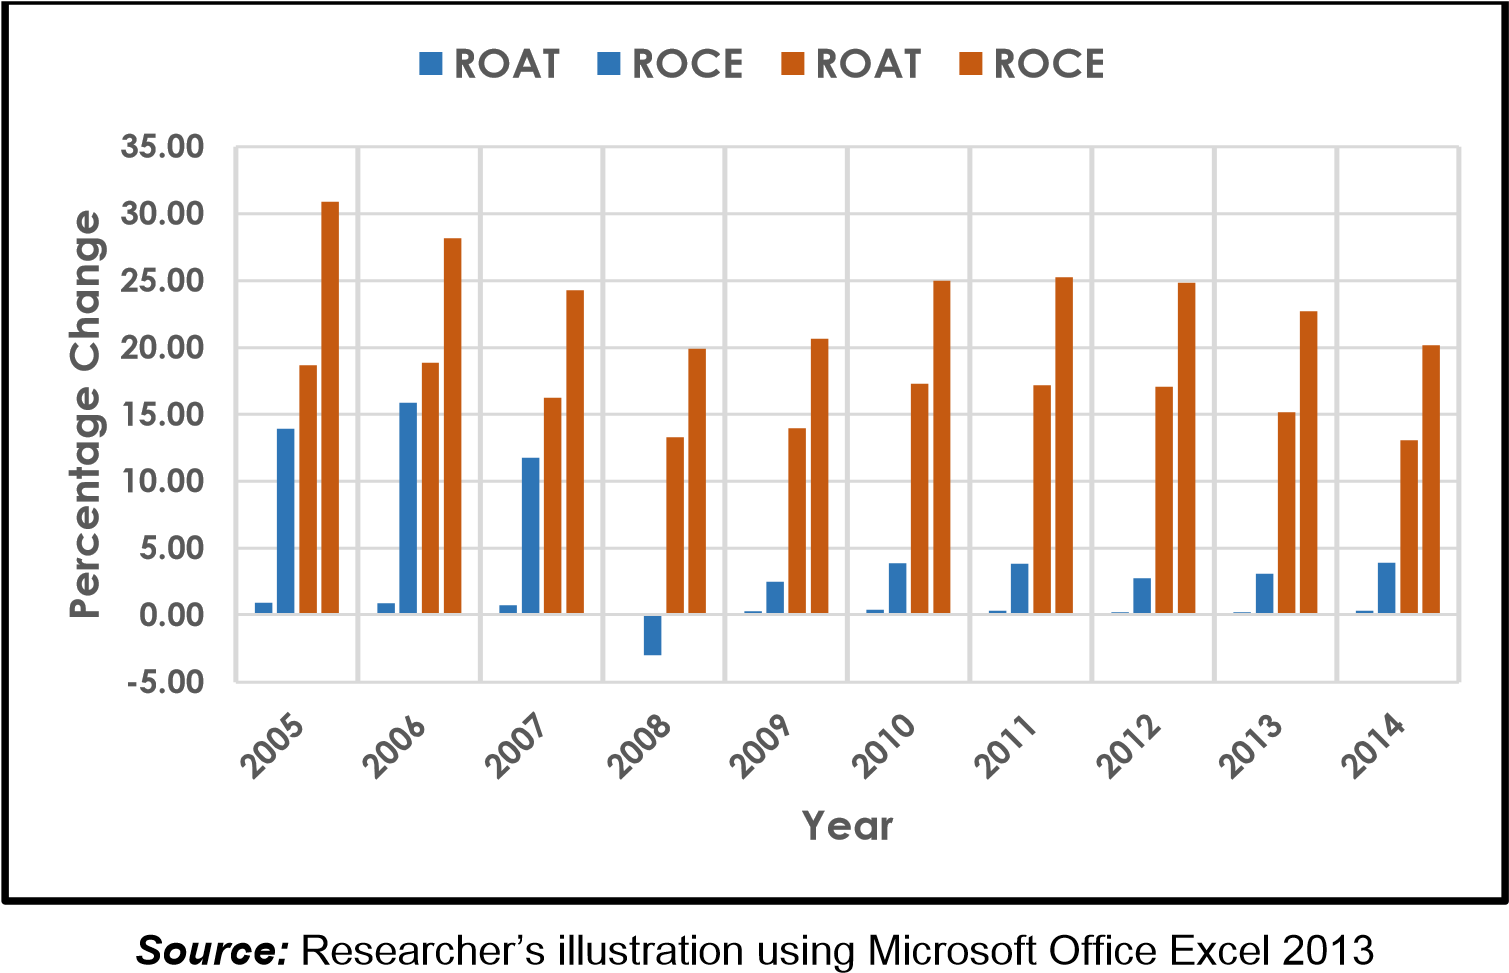 ROAT ROCE ROAT ROCE
35.00
30.00
25.00
20.00
15.00
10.00
5.00
0.00
-5.00
Percentage Change
2005 2006 2007 2008 2009 2010 2011 2012 2013 2014
Year
Source: Researcher’s illustration using Microsoft Office Excel 2013